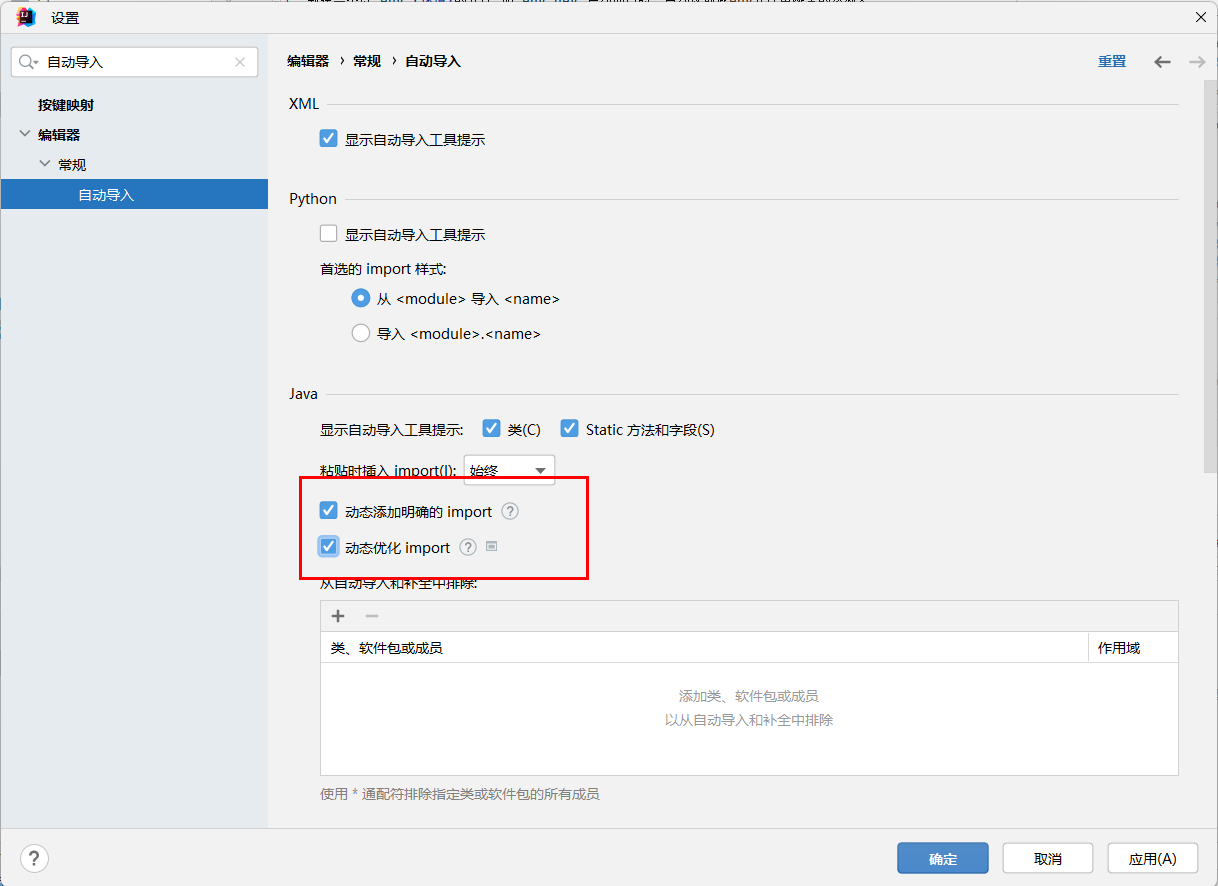 设置
自动导入
按键映射
编辑器
常规
自动导入
编辑器 › 常规 › 自动导入
重置
XML
显示自动导入工具提示
Python
显示自动导入工具提示
首选的 import 样式:
从 <module> 导入 <name>
导入 <module>.<name>
Java
显示自动导入工具提示: 类(C) Static 方法和字段(S)
粘贴时插入 import(I): 始终
动态添加明确的 import ?
动态优化 import ?
从自动导入和补全中排除:
类、软件包或成员 作用域
添加类、软件包或成员
以从自动导入和补全中排除
使用 * 通配符排除指定类或软件包的所有成员
? 确定 取消 应用(A)